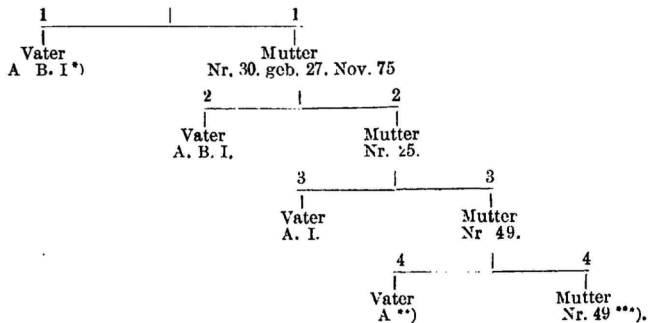 1 1
Vater Mutter
A B. I*) Nr. 30. geb. 27. Nov. 75
2 2
Vater Mutter
A. B. I. Nr. 25.
3 3
Vater Mutter
A. I. Nr 49.
4 4
Vater Mutter
A **) Nr. 49 ***).